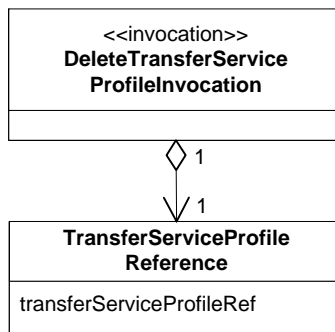 <<invocation>>
DeleteTransferService
ProfileInvocation
1
1
TransferServiceProfile
Reference
transferServiceProfileRef